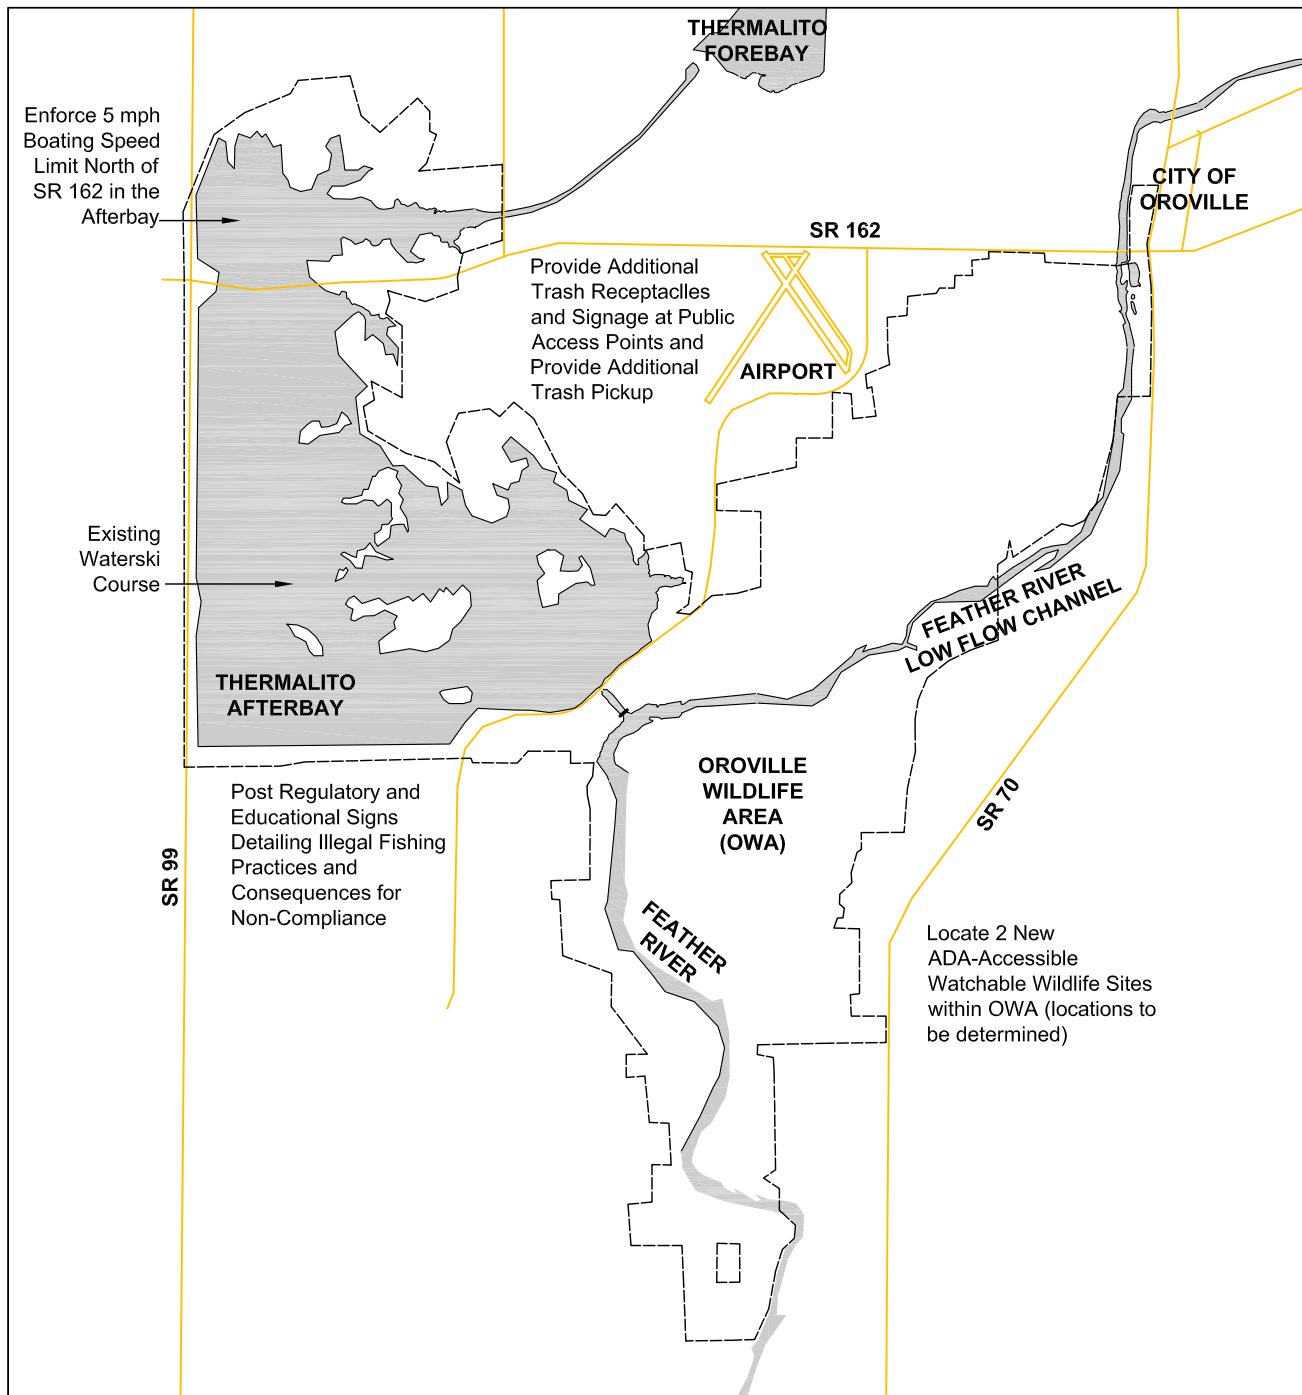 THERMALITO
FOREBAY
Enforce 5 mph
Boating Speed
Limit North of
SR 162 in the
Afterbay
CITY OF
OROVILLE
SR 162
Provide Additional
Trash Receptaclles
and Signage at Public
Access Points and
Provide Additional
Trash Pickup
AIRPORT
Existing
Waterski
Course
FEATHER RIVER
LOW FLOW CHANNEL
THERMALITO
AFTERBAY
OROVILLE
WILDLIFE
AREA
(OWA)
Post Regulatory and
Educational Signs
Detailing Illegal Fishing
Practices and
Consequences for
Non-Compliance
SR 70
SR 99
FEATHER
RIVER
Locate 2 New
ADA-Accessible
Watchable Wildlife Sites
within OWA (locations to
be determined)